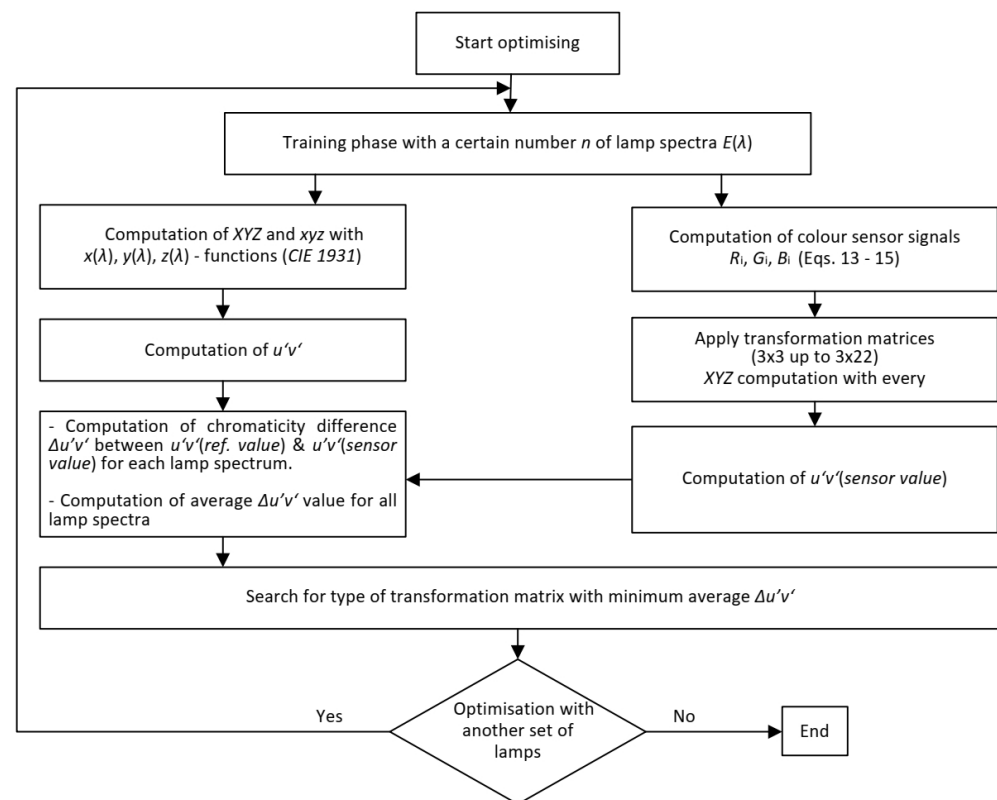 Start optimising
Training phase with a certain number n of lamp spectra E(λ)
Computation of XYZ and xyz with
x(λ), y(λ), z(λ) - functions (CIE 1931)
Computation of u‘v‘
- Computation of chromaticity difference
Δu’v‘ between u‘v‘(ref. value) & u’v‘(sensor
value) for each lamp spectrum.
- Computation of average Δu’v‘ value for all
lamp spectra
Computation of colour sensor signals
Ri, Gi, Bi (Eqs. 13 - 15)
Apply transformation matrices
(3x3 up to 3x22)
XYZ computation with every
Computation of u‘v‘(sensor value)
Search for type of transformation matrix with minimum average Δu’v‘
Yes
Optimisation with
another set of
lamps
No
End